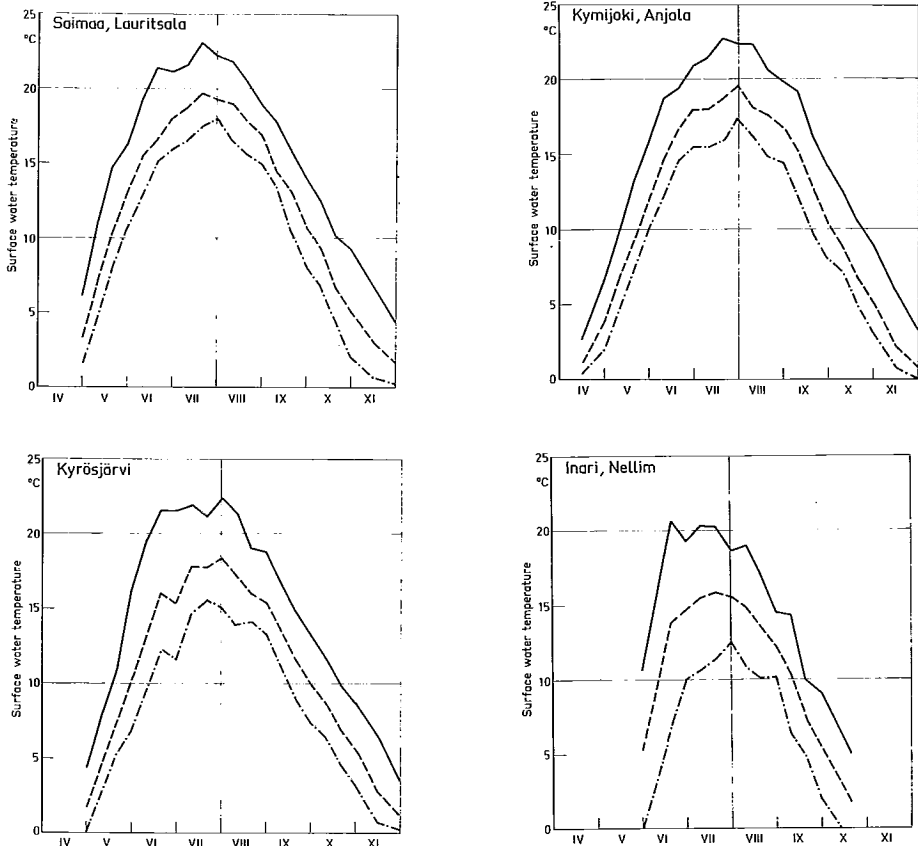 Saimaa, Lauritsala
Surface water temperature
°C
25
20
15
10
5
0
IV V VI VII VIII IX X XI
Kymijoki, Anjala
Surface water temperature
°C
25
20
15
10
5
0
IV V VI VII VIII IX X XI
Kyrösjärvi
Surface water temperature
°C
25
20
15
10
5
0
IV V VI VII VIII IX X XI
Inari, Nellim
Surface water temperature
°C
25
20
15
10
5
0
IV V VI VII VIII IX X XI